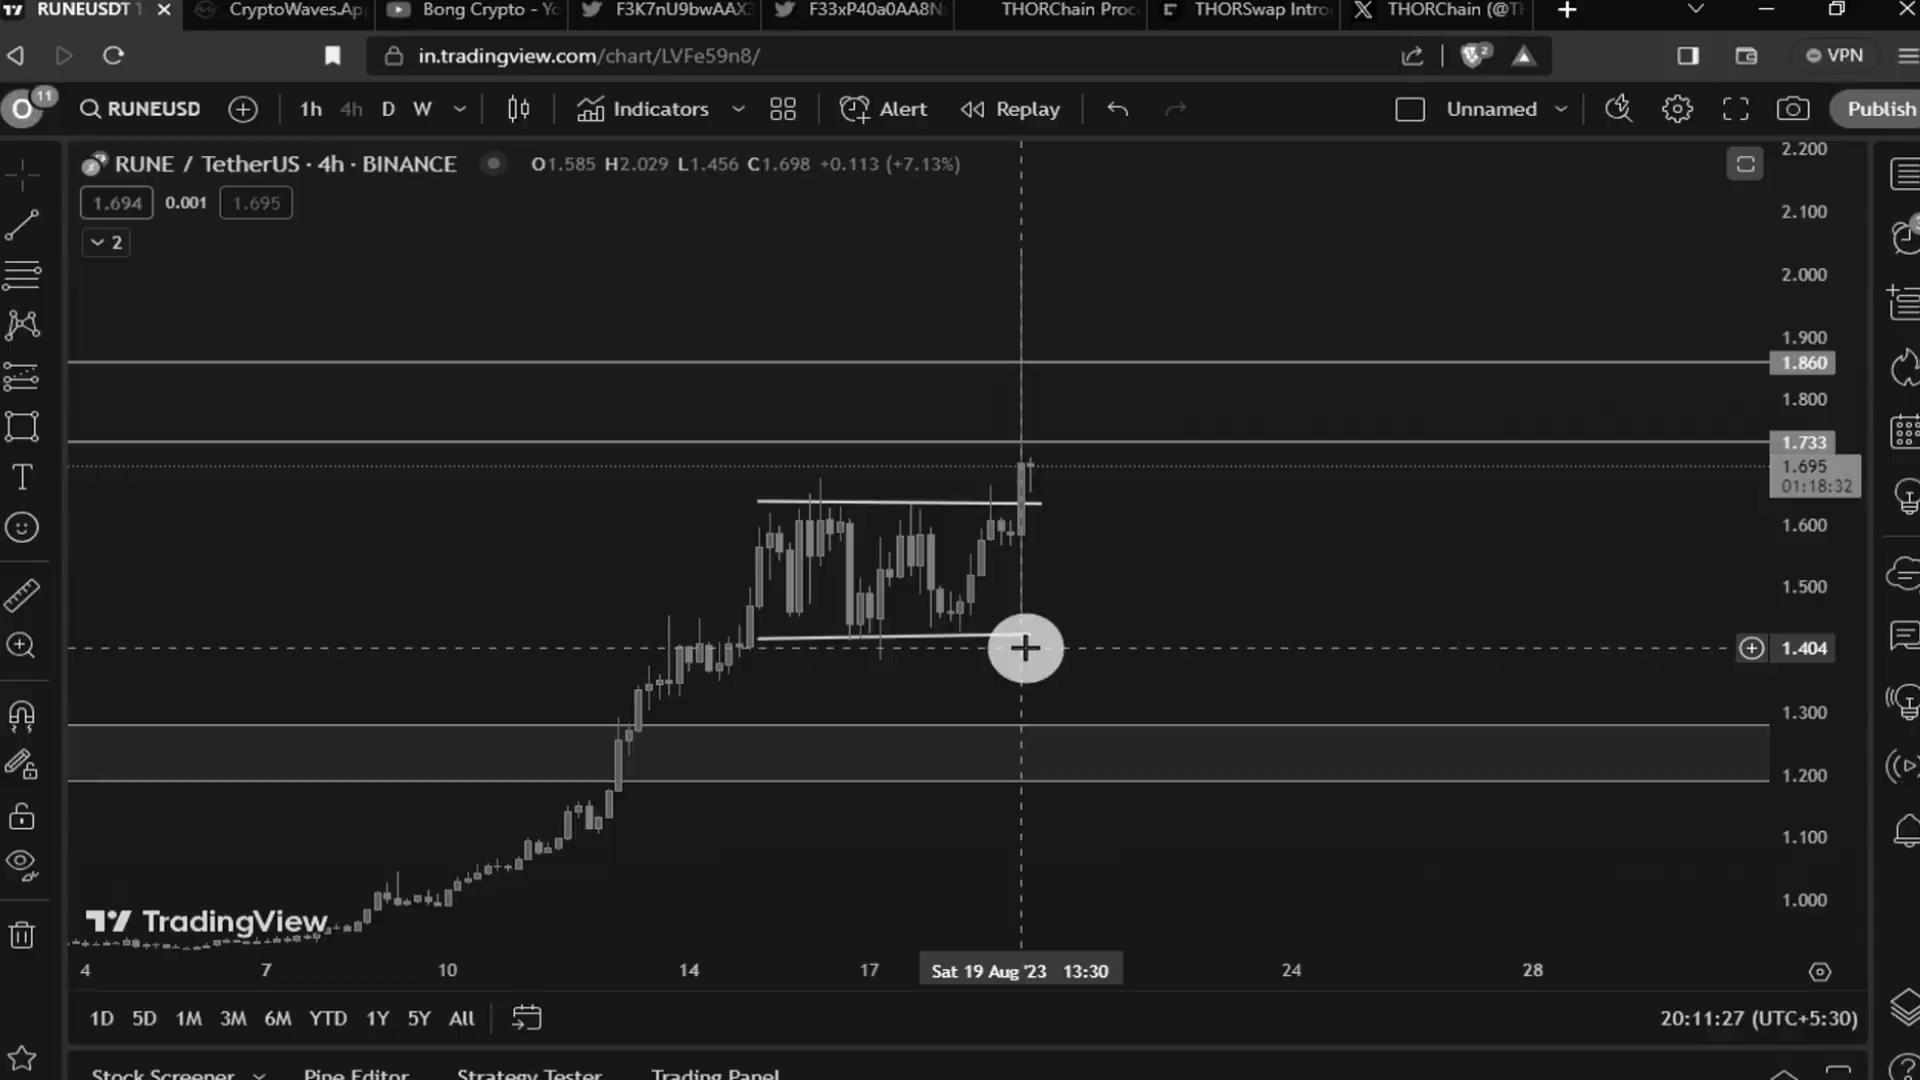 RUNEUSDT 1
CryptoWaves.Ap
Bong Crypto - Yo
F3K7nU9bwAAX
F33xP40a0AA8N
THORChain Proc
THORSwap Intro
THORChain (@TH
in.tradingview.com/chart/LVFe59n8/
2
VPN
O
11
RUNEUSD
1h 4h D W
Indicators
Alert
Replay
Unnamed
Publish
RUNE / TetherUS · 4h · BINANCE
O1.585 H2.029 L1.456 C1.698 +0.113 (+7.13%)
1.694 0.001 1.695
2
2.200
2.100
2.000
1.900
1.860
1.800
1.733
1.695
01:18:32
1.600
1.500
1.404
1.300
1.200
1.100
1.000
TradingView
4 7 10 14 17 Sat 19 Aug '23 13:30 24 28
1D 5D 1M 3M 6M YTD 1Y 5Y All
20:11:27 (UTC+5:30)
Stock Screener Pine Editor Strategy Tester Trading Panel